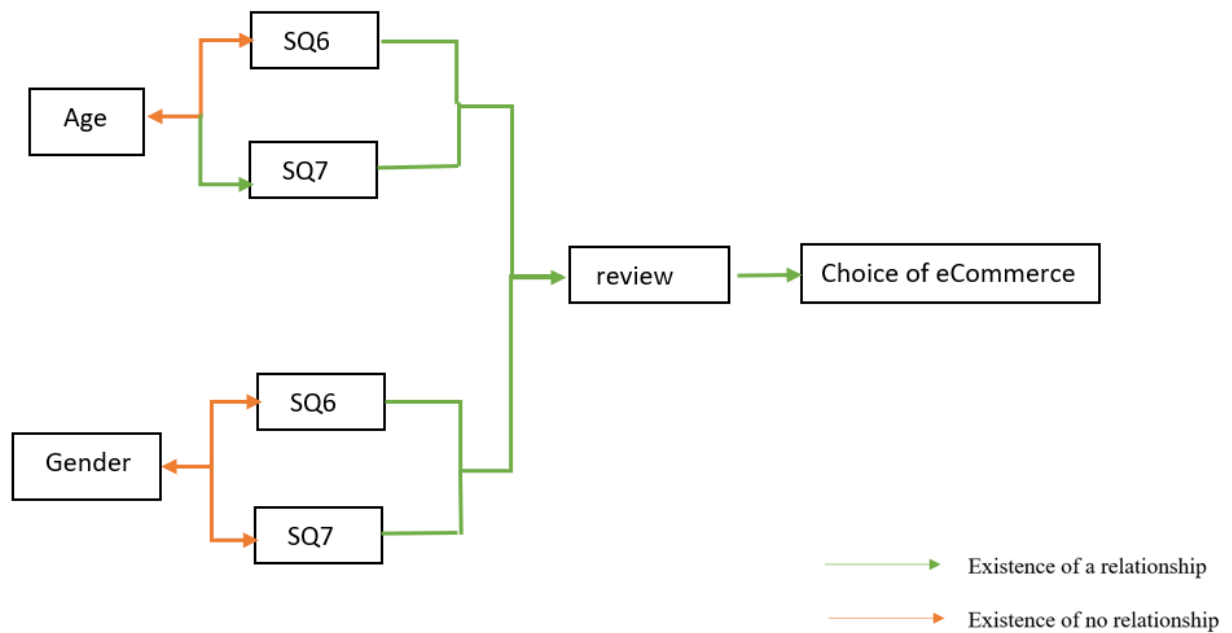 SQ6
Age
SQ7
review
Choice of eCommerce
SQ6
Gender
SQ7
Existence of a relationship
Existence of no relationship